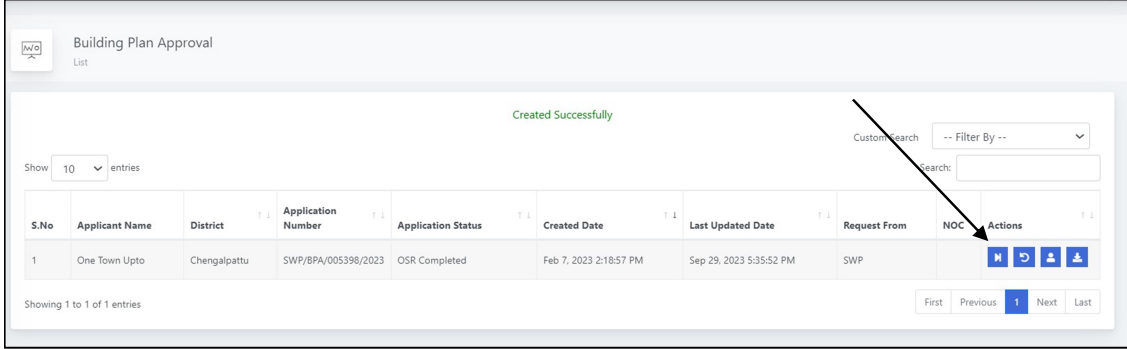 Building Plan Approval
List
Created Successfully
Custom Search -- Filter By --
Show 10 entries Search:
S.No Applicant Name District Application Number Application Status Created Date Last Updated Date Request From NOC Actions
1 One Town Upto Chengalpattu SWP/BPA/005398/2023 OSR Completed Feb 7, 2023 2:18:57 PM Sep 29, 2023 5:35:52 PM SWP
Showing 1 to 1 of 1 entries First Previous 1 Next Last